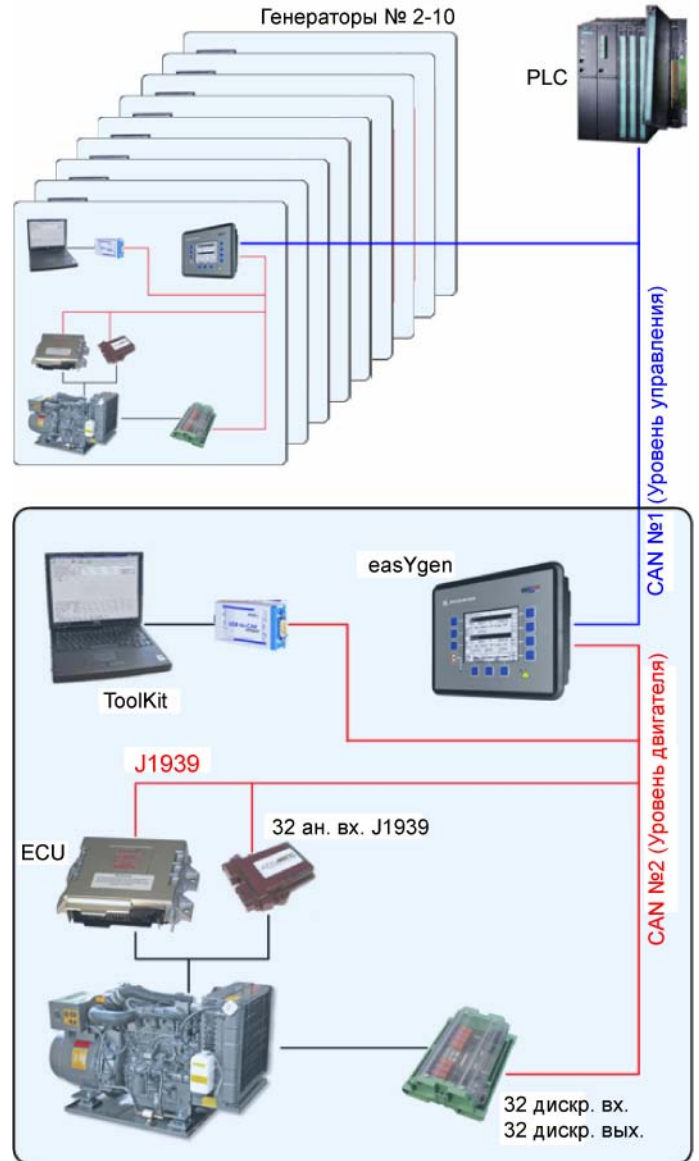 Генераторы № 2-10
PLC
CAN №1 (Уровень управления)
easYgen
ToolKit
J1939
32 ан. вх. J1939
ECU
CAN №2 (Уровень двигателя)
32 дискр. вх.
32 дискр. вых.